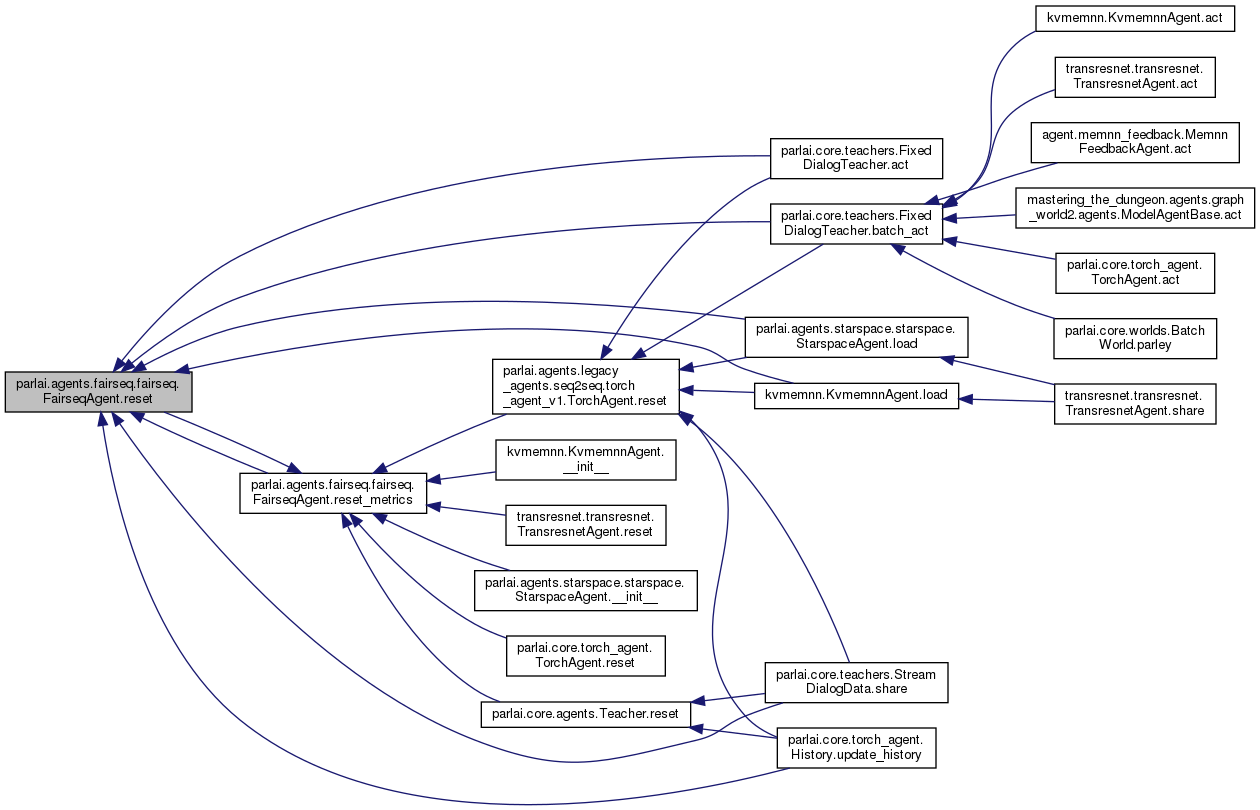 kvmemnn.KvmemnnAgent.act
transresnet.transresnet.
TransresnetAgent.act
agent.memnn_feedback.Memnn
FeedbackAgent.act
parlai.core.teachers.Fixed
DialogTeacher.act
mastering_the_dungeon.agents.graph
_world2.agents.ModelAgentBase.act
parlai.core.teachers.Fixed
DialogTeacher.batch_act
parlai.core.torch_agent.
TorchAgent.act
parlai.core.worlds.Batch
World.parley
parlai.agents.starspace.starspace.
StarspaceAgent.load
parlai.agents.legacy
_agents.seq2seq.torch
_agent_v1.TorchAgent.reset
kvmemnn.KvmemnnAgent.load
transresnet.transresnet.
TransresnetAgent.share
parlai.agents.fairseq.fairseq.
FairseqAgent.reset
kvmemnn.KvmemnnAgent.
__init__
parlai.agents.fairseq.fairseq.
FairseqAgent.reset_metrics
transresnet.transresnet.
TransresnetAgent.reset
parlai.agents.starspace.starspace.
StarspaceAgent.__init__
parlai.core.torch_agent.
TorchAgent.reset
parlai.core.teachers.Stream
DialogData.share
parlai.core.agents.Teacher.reset
parlai.core.torch_agent.
History.update_history